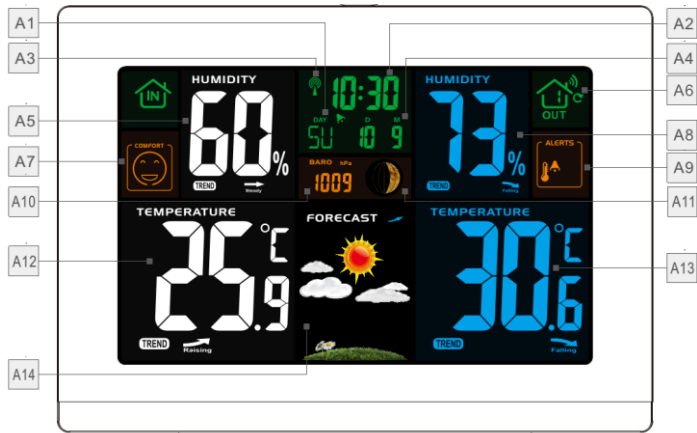 A1
A2
A3
A4
A5
A6
A7
A8
A9
A10
A11
A12
A13
A14
IN
HUMIDITY
60%
TREND
Steady
10:30
DAY D M
SU 10 9
HUMIDITY
73%
TREND
Falling
1
OUT
COMFORT
BARO hPa
1009
ALERTS
TEMPERATURE
25.9°C
TREND
Raising
FORECAST
TEMPERATURE
30.6°C
TREND
Falling